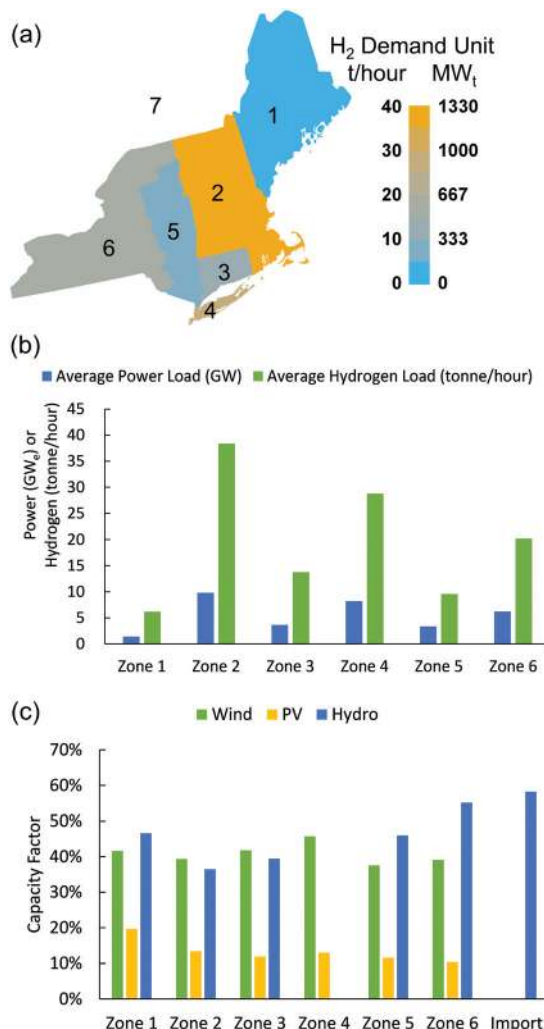 (a)
H₂ Demand Unit
t/hour MWₜ
40 1330
30 1000
20 667
10 333
0 0
7
1
2
5
6
3
4
(b)
Average Power Load (GW) Average Hydrogen Load (tonne/hour)
Power (GWₑ) or
Hydrogen (tonne/hour)
45
40
35
30
25
20
15
10
5
0
Zone 1 Zone 2 Zone 3 Zone 4 Zone 5 Zone 6
(c)
Wind PV Hydro
Capacity Factor
70%
60%
50%
40%
30%
20%
10%
0%
Zone 1 Zone 2 Zone 3 Zone 4 Zone 5 Zone 6 Import